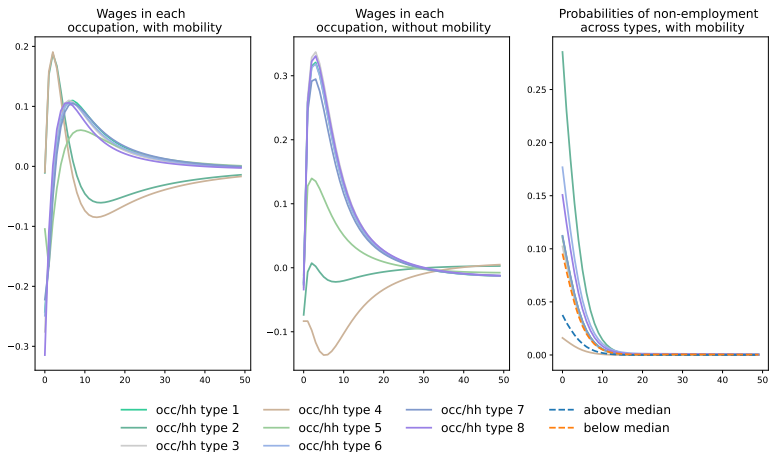 Wages in each
occupation, with mobility
Wages in each
occupation, without mobility
Probabilities of non-employment
across types, with mobility
0.2
0.1
0.0
−0.1
−0.2
−0.3
0 10 20 30 40 50
0.3
0.2
0.1
0.0
−0.1
0 10 20 30 40 50
0.25
0.20
0.15
0.10
0.05
0.00
0 10 20 30 40 50
occ/hh type 1
occ/hh type 2
occ/hh type 3
occ/hh type 4
occ/hh type 5
occ/hh type 6
occ/hh type 7
occ/hh type 8
above median
below median